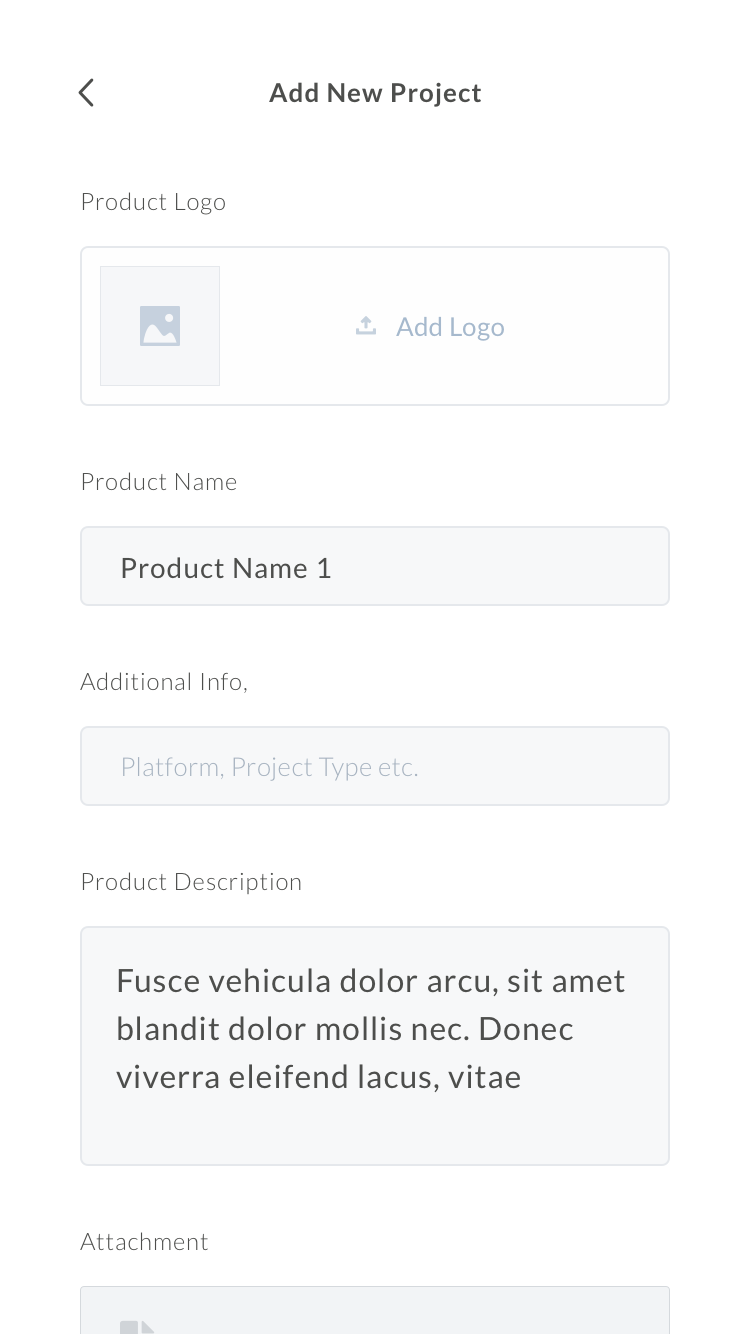 Add New Project
Product Logo
Add Logo
Product Name
Product Name 1
Additional Info,
Platform, Project Type etc.
Product Description
Fusce vehicula dolor arcu, sit amet
blandit dolor mollis nec. Donec
viverra eleifend lacus, vitae
Attachment